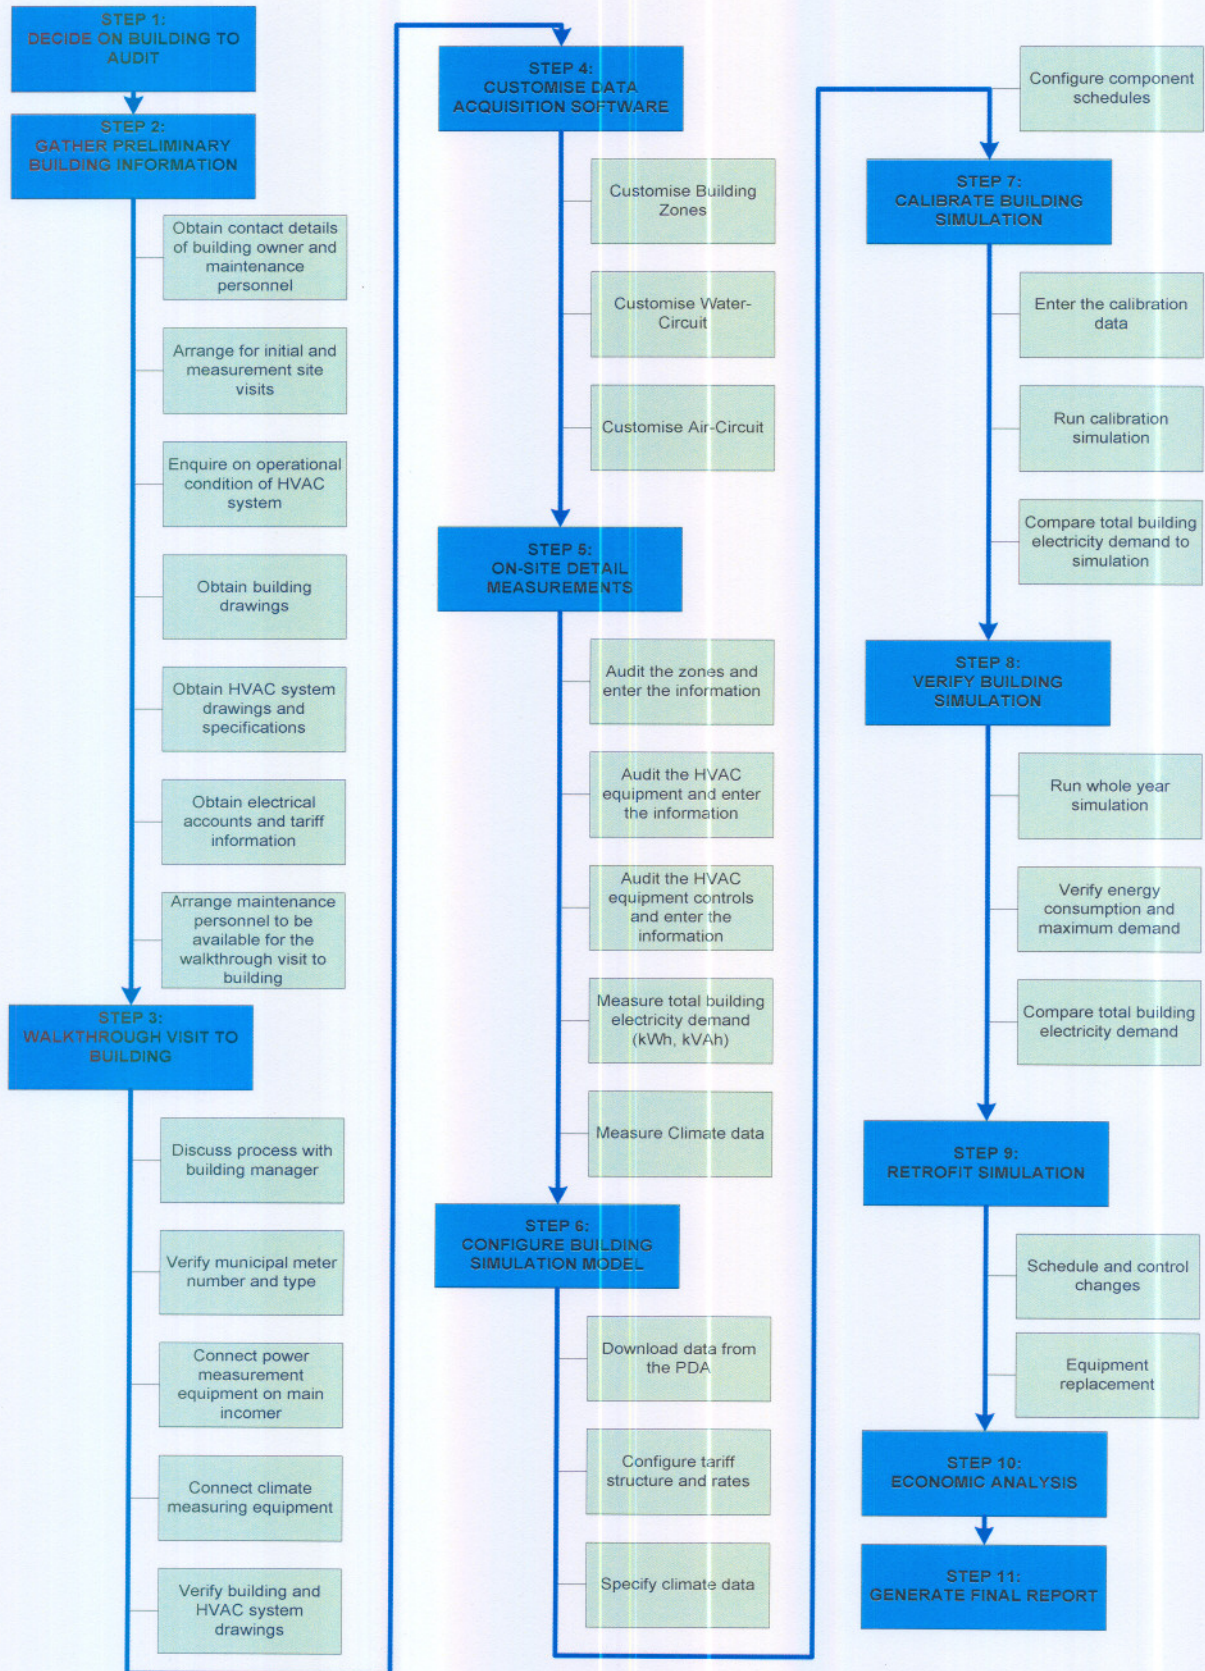 STEP 1:
DECIDE ON BUILDING TO
AUDIT
STEP 2:
GATHER PRELIMINARY
BUILDING INFORMATION
Obtain contact details
of building owner and
maintenance
personnel
Arrange for initial and
measurement site
visits
Enquire on operational
condition of HVAC
system
Obtain building
drawings
Obtain HVAC system
drawings and
specifications
Obtain electrical
accounts and tariff
information
Arrange maintenance
personnel to be
available for the
walkthrough visit to
building
STEP 3:
WALKTHROUGH VISIT TO
BUILDING
Discuss process with
building manager
Verify municipal meter
number and type
Connect power
measurement
equipment on main
incomer
Connect climate
measuring equipment
Verify building and
HVAC system
drawings
STEP 4:
CUSTOMISE DATA
ACQUISITION SOFTWARE
Customise Building
Zones
Customise Water-
Circuit
Customise Air-Circuit
STEP 5:
ON-SITE DETAIL
MEASUREMENTS
Audit the zones and
enter the information
Audit the HVAC
equipment and enter
the information
Audit the HVAC
equipment controls
and enter the
information
Measure total building
electricity demand
(kWh, kVAh)
Measure Climate data
STEP 6:
CONFIGURE BUILDING
SIMULATION MODEL
Download data from
the PDA
Configure tariff
structure and rates
Specify climate data
Configure component
schedules
STEP 7:
CALIBRATE BUILDING
SIMULATION
Enter the calibration
data
Run calibration
simulation
Compare total building
electricity demand to
simulation
STEP 8:
VERIFY BUILDING
SIMULATION
Run whole year
simulation
Verify energy
consumption and
maximum demand
Compare total building
electricity demand
STEP 9:
RETROFIT SIMULATION
Schedule and control
changes
Equipment
replacement
STEP 10:
ECONOMIC ANALYSIS
STEP 11:
GENERATE FINAL REPORT